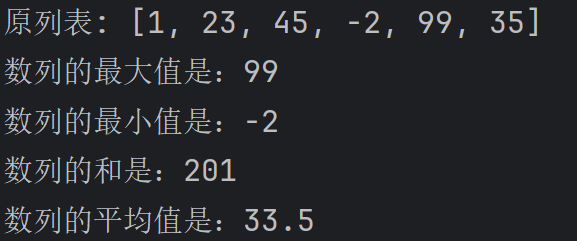 原列表: [1, 23, 45, -2, 99, 35]
数列的最大值是：99
数列的最小值是：-2
数列的和是：201
数列的平均值是：33.5